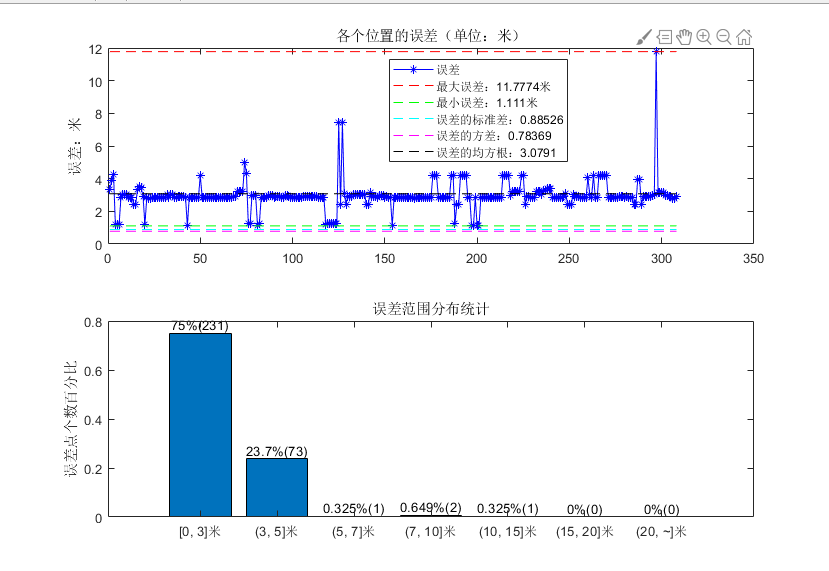 各个位置的误差（单位：米）
误差：米
12
10
8
6
4
2
0
误差
最大误差：11.7774米
最小误差：1.111米
误差的标准差：0.88526
误差的方差：0.78369
误差的均方根：3.0791
0 50 100 150 200 250 300 350
误差范围分布统计
误差点个数百分比
0.8
0.6
0.4
0.2
0
75%(231)
23.7%(73)
0.325%(1)
0.649%(2)
0.325%(1)
0%(0)
0%(0)
[0, 3]米 (3, 5]米 (5, 7]米 (7, 10]米 (10, 15]米 (15, 20]米 (20, ~]米